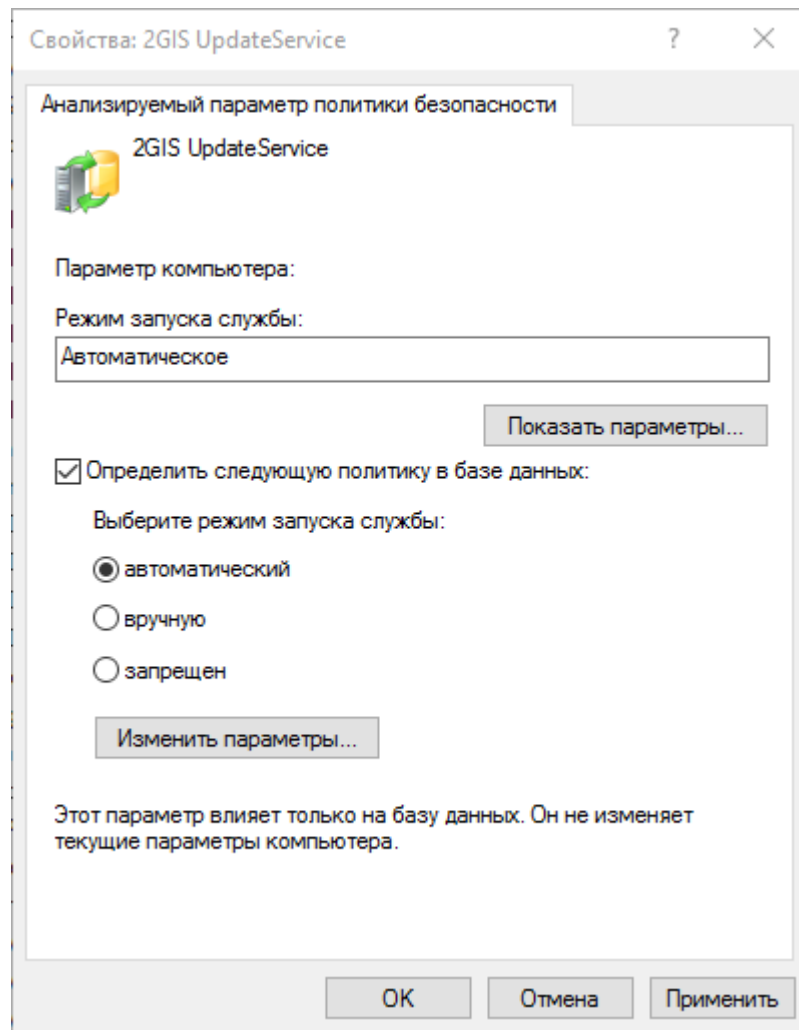 Свойства: 2GIS UpdateService
?
Анализируемый параметр политики безопасности
2GIS UpdateService
Параметр компьютера:
Режим запуска службы:
Автоматическое
Показать параметры...
Определить следующую политику в базе данных:
Выберите режим запуска службы:
автоматический
вручную
запрещен
Изменить параметры...
Этот параметр влияет только на базу данных. Он не изменяет
текущие параметры компьютера.
OK
Отмена
Применить